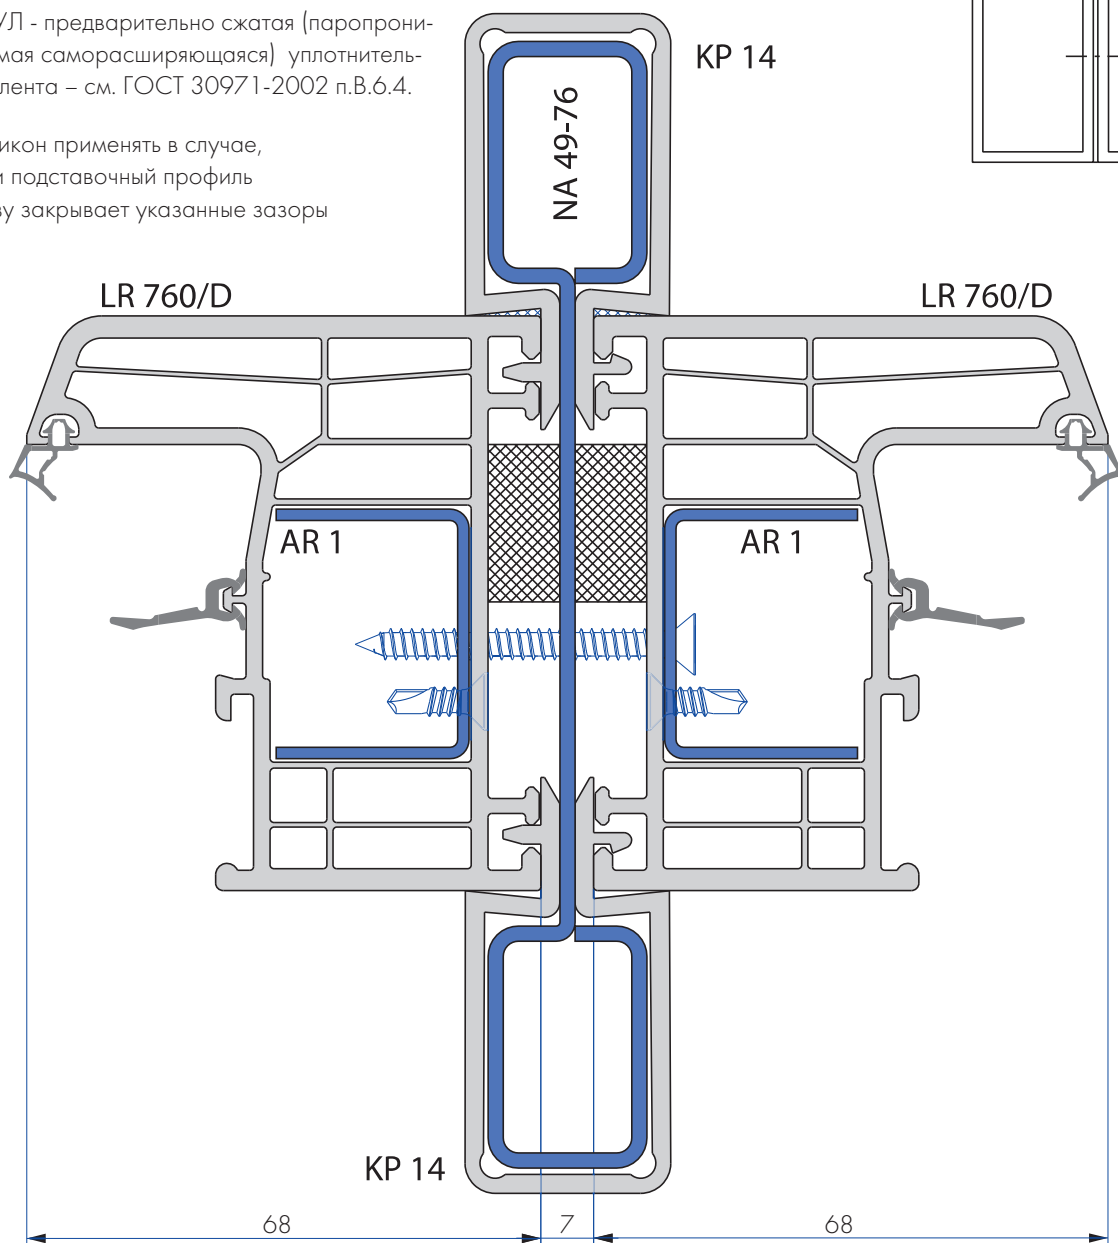 УЛ - предварительно сжатая (паропрони-
мая саморасширяющаяся) уплотнитель-
лента – см. ГОСТ 30971-2002 п.В.6.4.
икон применять в случае,
и подставочный профиль
ву закрывает указанные зазоры
KP 14
NA 49-76
LR 760/D
LR 760/D
AR 1
AR 1
KP 14
68
7
68